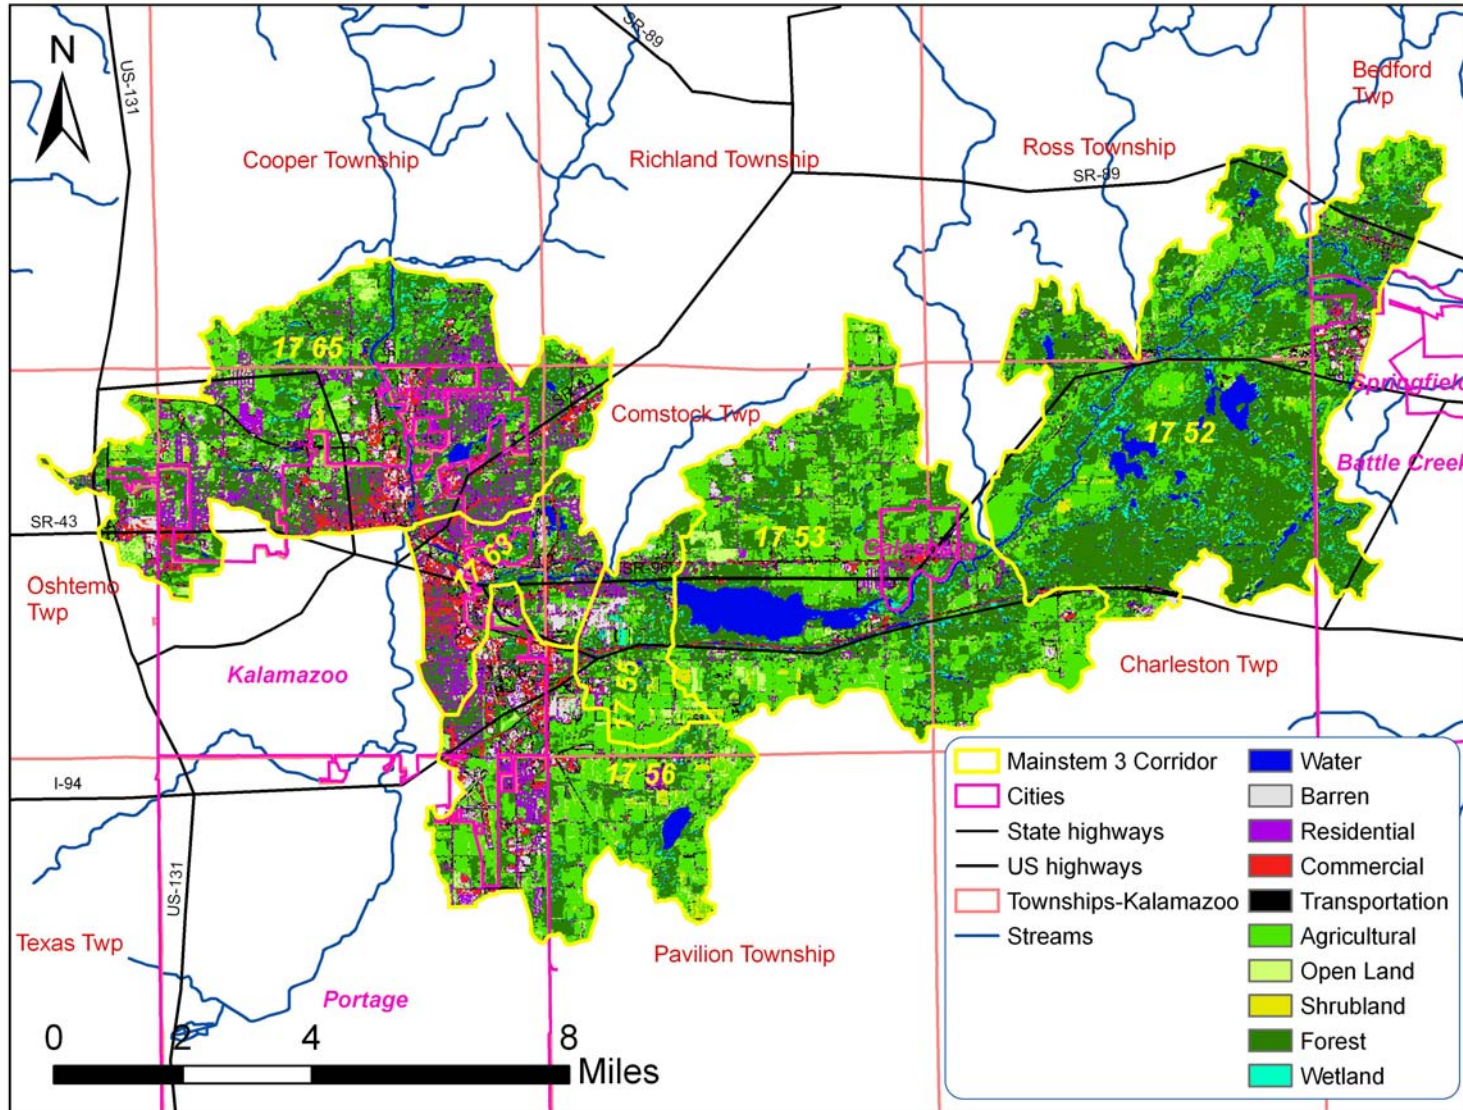 N
US-131
SR-89
Bedford
Twp
Cooper Township
Richland Township
Ross Township
SR-89
17 65
Comstock Twp
Springfield
17 52
Battle Creek
SR-43
17 63
17 53
Galesburg
SR-96
Oshtemo
Twp
Kalamazoo
17 55
Charleston Twp
17 56
I-94
US-131
Texas Twp
Pavilion Township
Portage
0 2 4 8
Miles
Mainstem 3 Corridor
Cities
State highways
US highways
Townships-Kalamazoo
Streams
Water
Barren
Residential
Commercial
Transportation
Agricultural
Open Land
Shrubland
Forest
Wetland